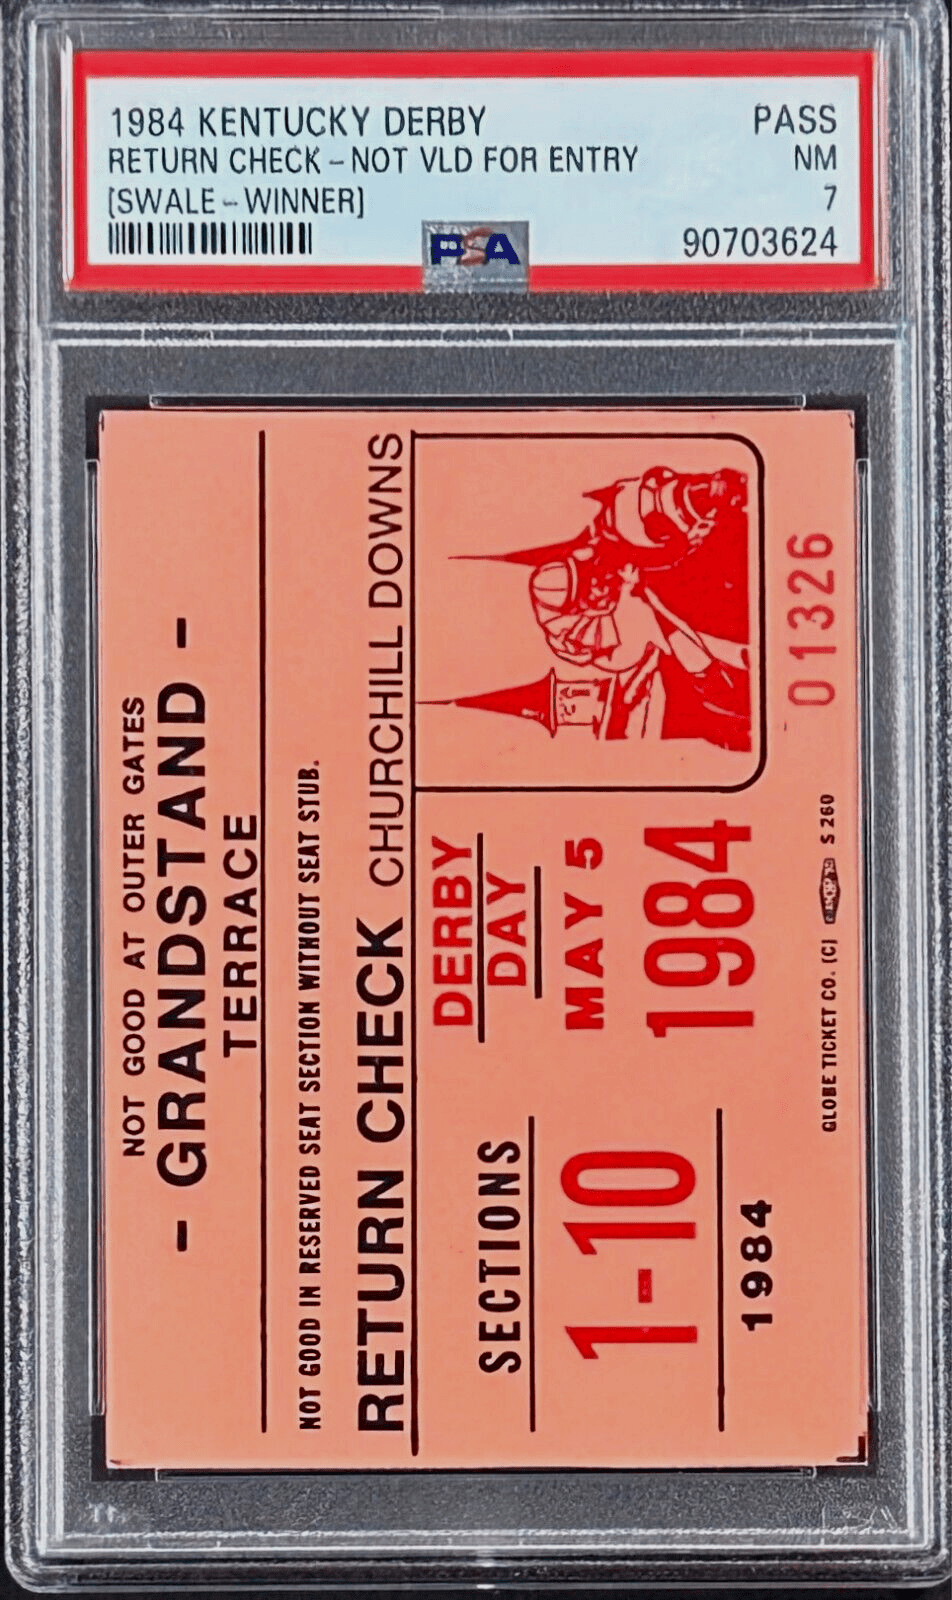 1984 KENTUCKY DERBY PASS
RETURN CHECK - NOT VLD FOR ENTRY NM
[SWALE - WINNER] 7
PSA 90703624
NOT GOOD AT OUTER GATES
- GRANDSTAND -
TERRACE
NOT GOOD IN RESERVED SEAT SECTION WITHOUT SEAT STUB.
RETURN CHECK CHURCHILL DOWNS
SECTIONS
1-10
1984
DERBY
DAY
MAY 5
1984
GLOBE TICKET CO. (C) S 260
01326